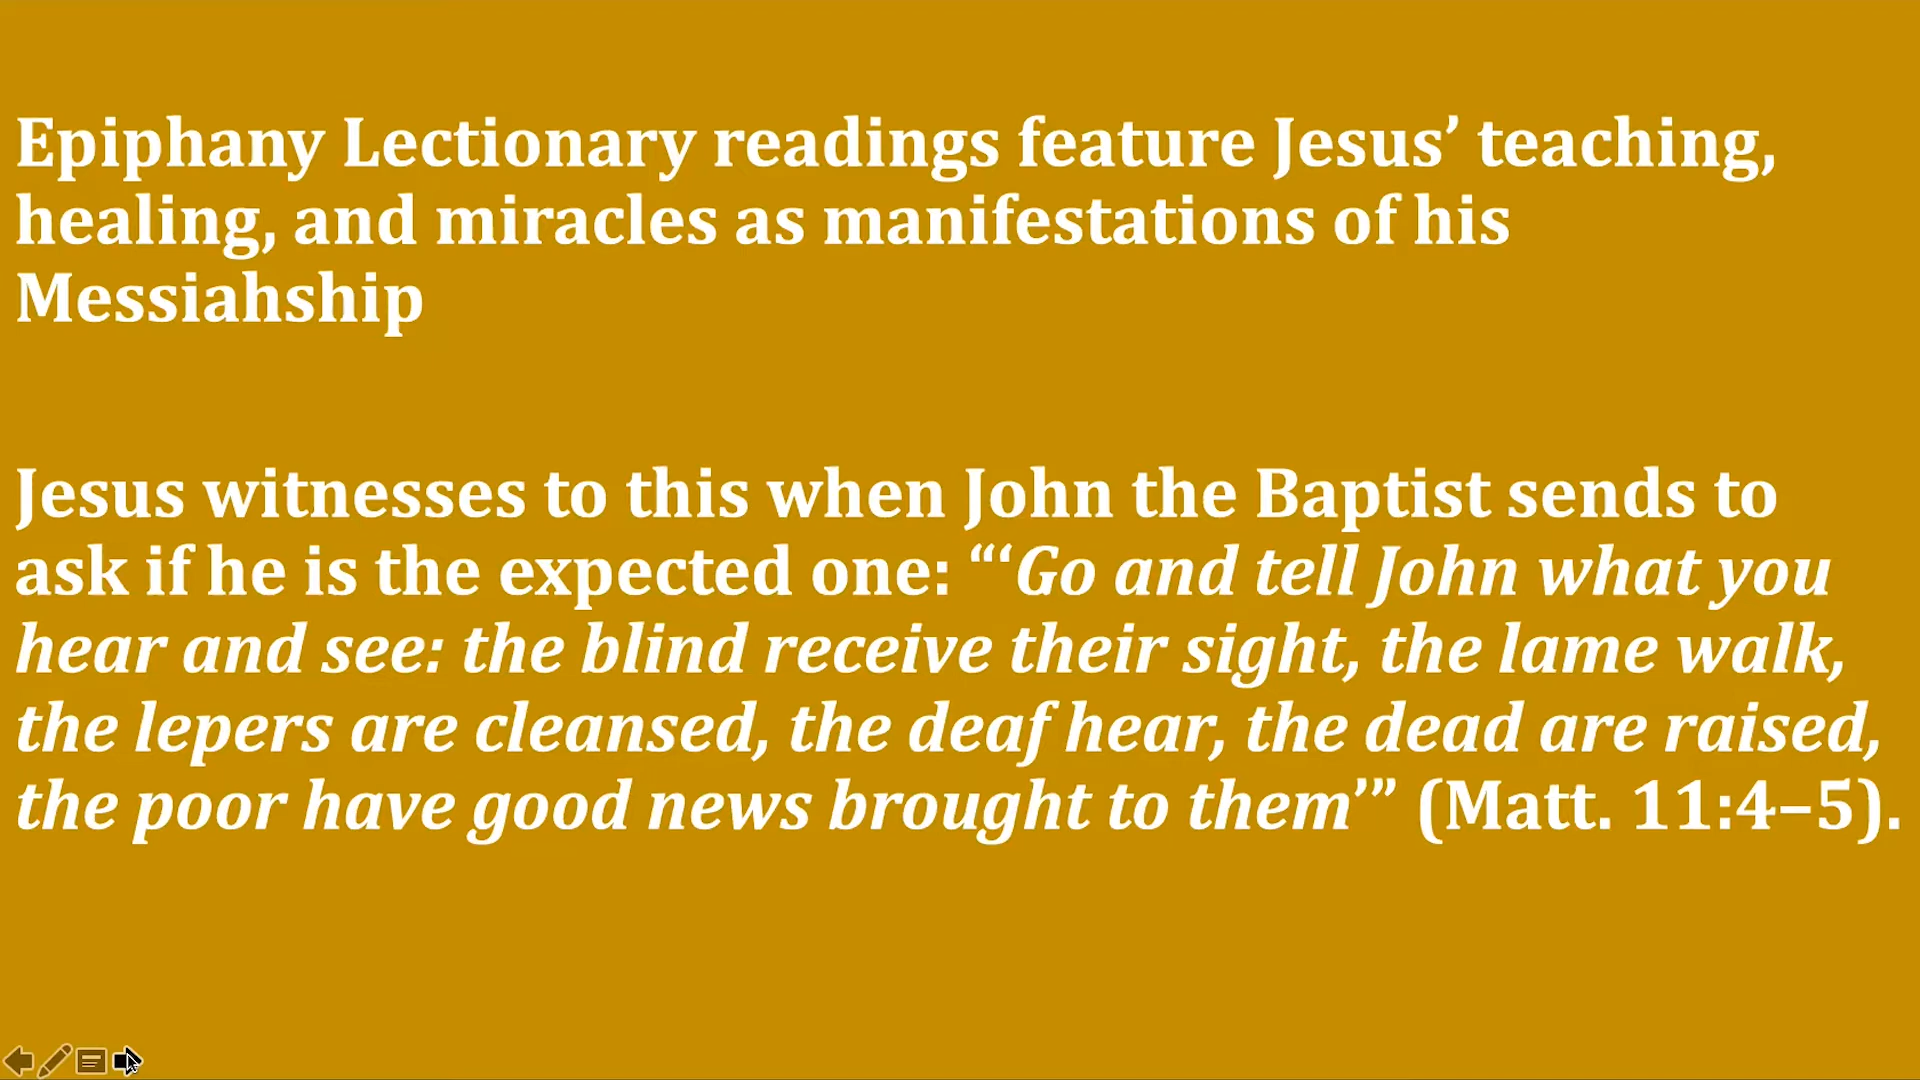 Epiphany Lectionary readings feature Jesus’ teaching,
healing, and miracles as manifestations of his
Messiahship
Jesus witnesses to this when John the Baptist sends to
ask if he is the expected one: “‘Go and tell John what you
hear and see: the blind receive their sight, the lame walk,
the lepers are cleansed, the deaf hear, the dead are raised,
the poor have good news brought to them’” (Matt. 11:4–5).